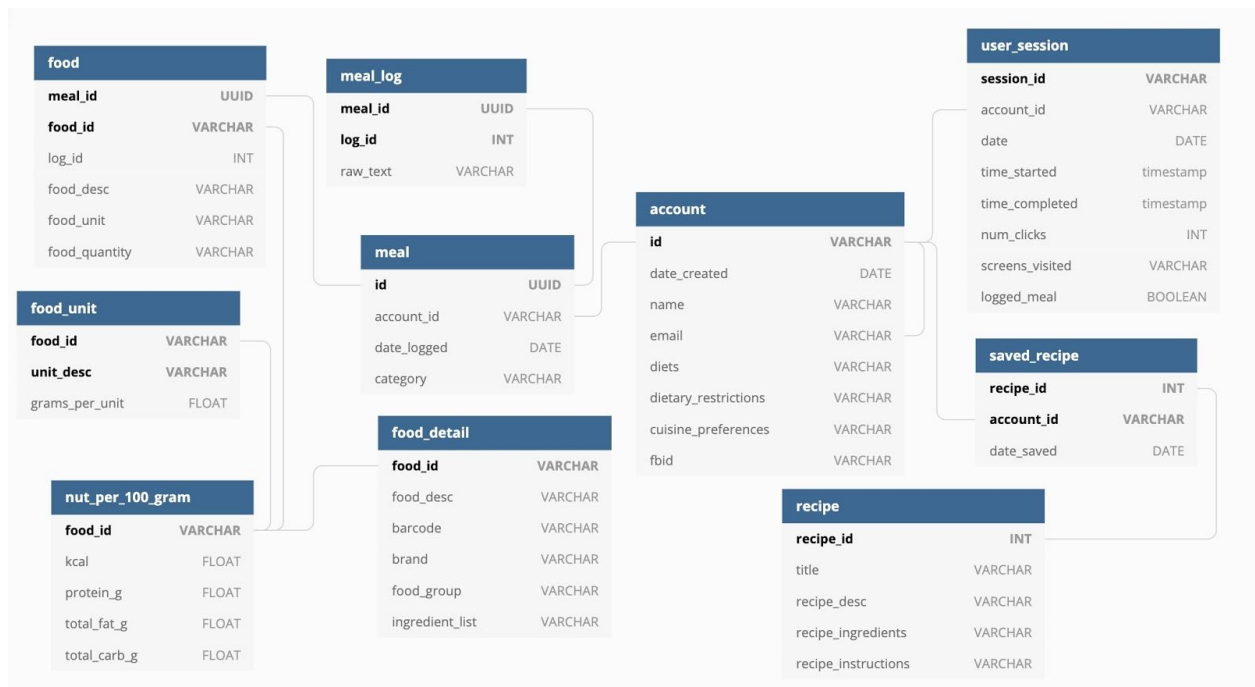 food
meal_id UUID
food_id VARCHAR
log_id INT
food_desc VARCHAR
food_unit VARCHAR
food_quantity VARCHAR
meal_log
meal_id UUID
log_id INT
raw_text VARCHAR
user_session
session_id VARCHAR
account_id VARCHAR
date DATE
time_started timestamp
time_completed timestamp
num_clicks INT
screens_visited VARCHAR
logged_meal BOOLEAN
account
id VARCHAR
date_created DATE
name VARCHAR
email VARCHAR
diets VARCHAR
dietary_restrictions VARCHAR
cuisine_preferences VARCHAR
fbid VARCHAR
meal
id UUID
account_id VARCHAR
date_logged DATE
category VARCHAR
food_unit
food_id VARCHAR
unit_desc VARCHAR
grams_per_unit FLOAT
saved_recipe
recipe_id INT
account_id VARCHAR
date_saved DATE
food_detail
food_id VARCHAR
food_desc VARCHAR
barcode VARCHAR
brand VARCHAR
food_group VARCHAR
ingredient_list VARCHAR
nut_per_100_gram
food_id VARCHAR
kcal FLOAT
protein_g FLOAT
total_fat_g FLOAT
total_carb_g FLOAT
recipe
recipe_id INT
title VARCHAR
recipe_desc VARCHAR
recipe_ingredients VARCHAR
recipe_instructions VARCHAR